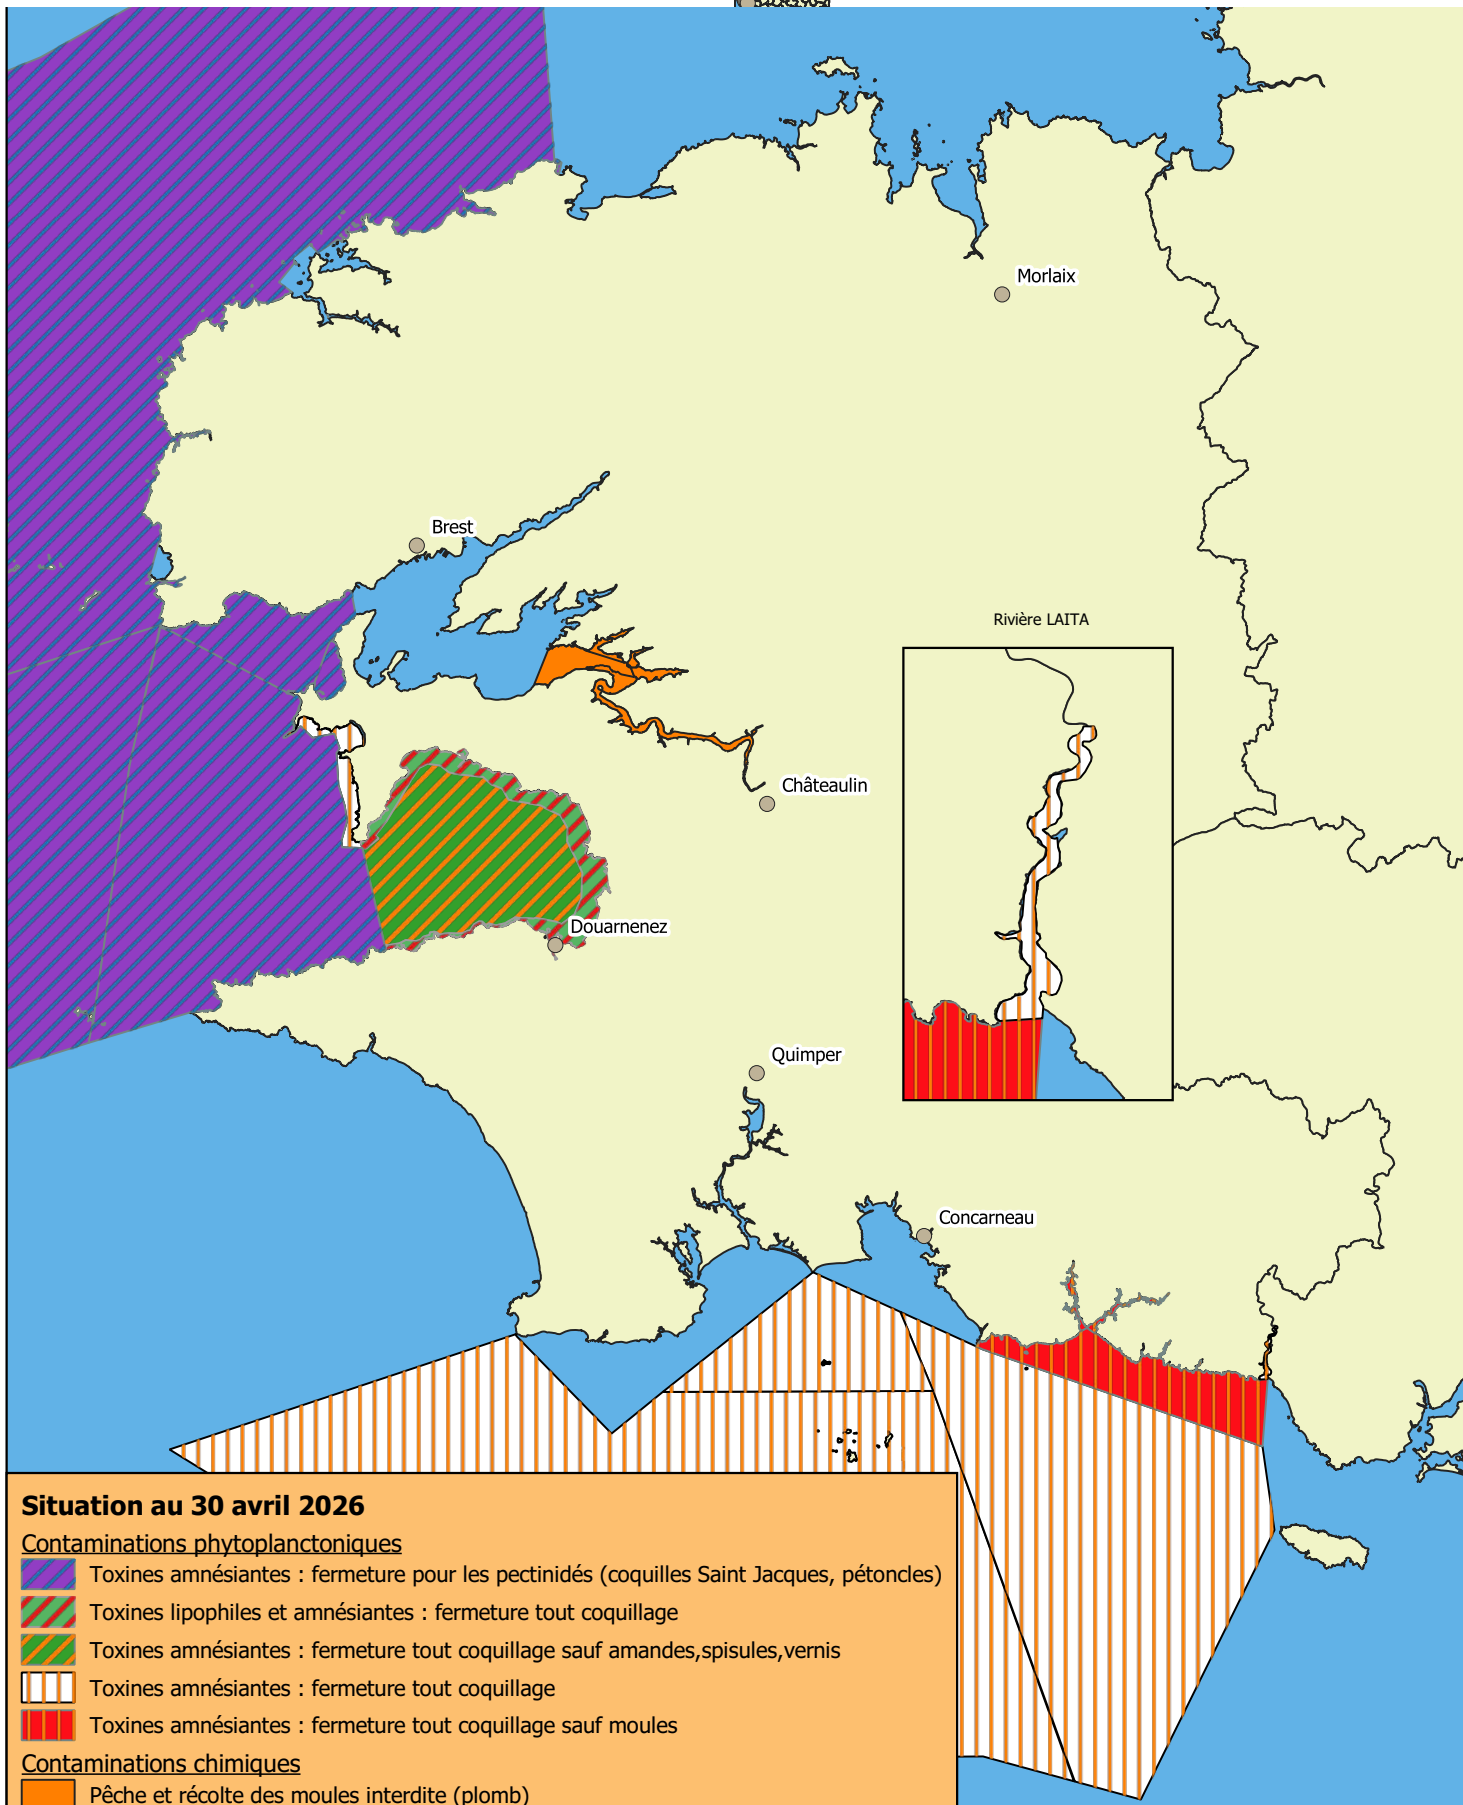 Morlaix
Brest
Rivière LAITA
Châteaulin
Douarnenez
Quimper
Concarneau
Situation au 30 avril 2026
Contaminations phytoplanctoniques
Toxines amnésiantes : fermeture pour les pectinidés (coquilles Saint Jacques, pétoncles)
Toxines lipophiles et amnésiantes : fermeture tout coquillage
Toxines amnésiantes : fermeture tout coquillage sauf amandes,spisules,vernis
Toxines amnésiantes : fermeture tout coquillage
Toxines amnésiantes : fermeture tout coquillage sauf moules
Contaminations chimiques
Pêche et récolte des moules interdite (plomb)